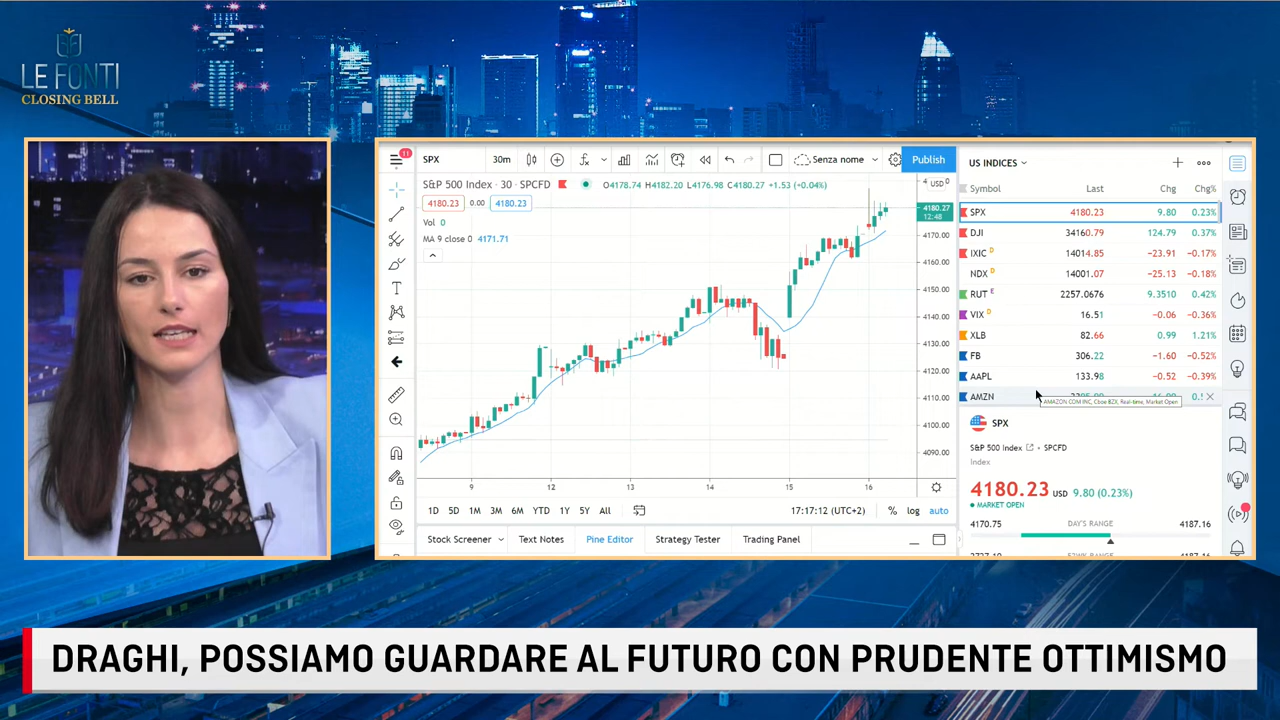 LE FONTI
CLOSING BELL
11
SPX
30m
Senza nome
Publish
S&P 500 Index · 30 · SPCFD
O4178.74 H4182.20 L4176.98 C4180.27 +1.53 (+0.04%)
4180.23 0.00 4180.23
Vol 0
MA 9 close 0 4171.71
USD
4180.27
12:48
4170.00
4160.00
4150.00
4140.00
4130.00
4120.00
4110.00
4100.00
4090.00
9 12 13 14 15 16
1D 5D 1M 3M 6M YTD 1Y 5Y All
17:17:12 (UTC+2)
% log auto
Stock Screener Text Notes Pine Editor Strategy Tester Trading Panel
US INDICES
Symbol Last Chg Chg%
SPX 4180.23 9.80 0.23%
DJI 34160.79 124.79 0.37%
IXIC D 14014.85 −23.91 −0.17%
NDX D 14001.07 −25.13 −0.18%
RUT E 2257.0676 9.3510 0.42%
VIX D 16.51 −0.06 −0.36%
XLB 82.66 0.99 1.21%
FB 306.22 −1.60 −0.52%
AAPL 133.98 −0.52 −0.39%
AMZN
AMAZON COM INC, Cboe BZX, Real-time, Market Open
SPX
S&P 500 Index · SPCFD
Index
4180.23 USD 9.80 (0.23%)
MARKET OPEN
4170.75 DAY'S RANGE 4187.16
DRAGHI, POSSIAMO GUARDARE AL FUTURO CON PRUDENTE OTTIMISMO